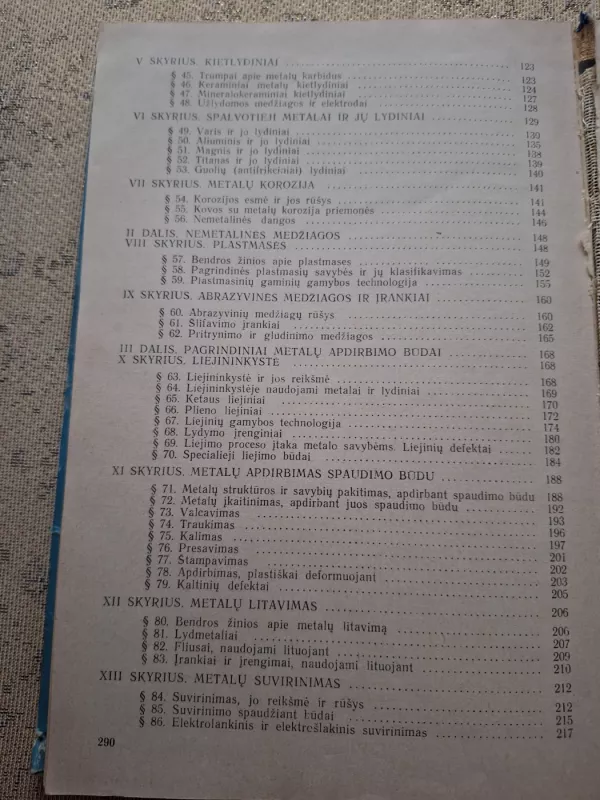 V SKYRIUS. KIETLYDINIAI 123
§ 45. Trumpai apie metalų karbidus 123
§ 46. Keraminiai metalų kietlydiniai 124
§ 47. Mineralokeraminiai kietlydiniai 127
§ 48. Užlydomos medžiagos ir elektrodai 128
VI SKYRIUS. SPALVOTIEJI METALAI IR JŲ LYDINIAI 129
§ 49. Varis ir jo lydiniai 130
§ 50. Aliuminis ir jo lydiniai 135
§ 51. Magnis ir jo lydiniai 138
§ 52. Titanas ir jo lydiniai 139
§ 53. Guolių (antifrikciniai) lydiniai 140
VII SKYRIUS. METALŲ KOROZIJA 141
§ 54. Korozijos esmė ir jos rūšys 141
§ 55. Kovos su metalų korozija priemonės 144
§ 56. Nemetalinės dangos 146
II DALIS. NEMETALINĖS MEDŽIAGOS 148
VIII SKYRIUS. PLASTMASĖS 148
§ 57. Bendros žinios apie plastmases 149
§ 58. Pagrindinės plastmasių savybės ir jų klasifikavimas 152
§ 59. Plastmasinių gaminių gamybos technologija 155
IX SKYRIUS. ABRAZYVINĖS MEDŽIAGOS IR ĮRANKIAI 160
§ 60. Abrazyvinių medžiagų rūšys 160
§ 61. Šlifavimo įrankiai 162
§ 62. Pritrynimo ir glūdinimo medžiagos 165
III DALIS. PAGRINDINIAI METALŲ APDIRBIMO BŪDAI 168
X SKYRIUS. LIEJININKYSTĖ 168
§ 63. Liejininkystė ir jos reikšmė 168
§ 64. Liejininkystėje naudojami metalai ir lydiniai 169
§ 65. Ketaus liejiniai 170
§ 66. Plieno liejiniai 172
§ 67. Liejinių gamybos technologija 174
§ 68. Lydymo įrenginiai 180
§ 69. Liejimo proceso įtaka metalo savybėms. Liejinių defektai 182
§ 70. Specialieji liejimo būdai 184
XI SKYRIUS. METALŲ APDIRBIMAS SPAUDIMO BŪDU 188
§ 71. Metalų struktūros ir savybių pakitimas, apdirbant spaudimo būdu 188
§ 72. Metalų įkaitinimas, apdirbant juos spaudimo būdu 192
§ 73. Valcavimas 193
§ 74. Traukimas 196
§ 75. Kalimas 197
§ 76. Presavimas 201
§ 77. Štampavimas 202
§ 78. Apdirbimas, plastiškai deformuojant 203
§ 79. Kaltinių defektai 205
XII SKYRIUS. METALŲ LITAVIMAS 206
§ 80. Bendros žinios apie metalų litavimą 206
§ 81. Lydmetaliai 207
§ 82. Fliusai, naudojami lituojant 209
§ 83. Įrankiai ir įrengimai, naudojami lituojant 210
XIII SKYRIUS. METALŲ SUVIRINIMAS 212
§ 84. Suvirinimas, jo reikšmė ir rūšys 212
§ 85. Suvirinimo spaudžiant būdai 215
§ 86. Elektrolankinis ir elektrošlakinis suvirinimas 217
290